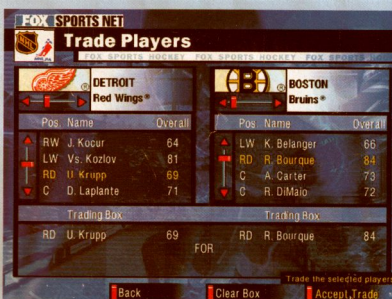 FOX SPORTS NET
NHL
Trade Players
FOX SPORTS HOCKEY FOX SPORTS HOCKEY FOX SPORTS
DETROIT
Red Wings®
BOSTON
Bruins®
Pos. Name Overall
RW J. Kocur 64
LW Vs. Kozlov 81
RD U. Krupp 69
C D. Laplante 71
Pos. Name Overall
LW K. Belanger 66
RD R. Bourque 84
C A. Carter 73
C R. DiMaio 72
Trading Box
RD U. Krupp 69
FOR
Trading Box
RD R. Bourque 84
Trade the selected players
Back Clear Box Accept Trade